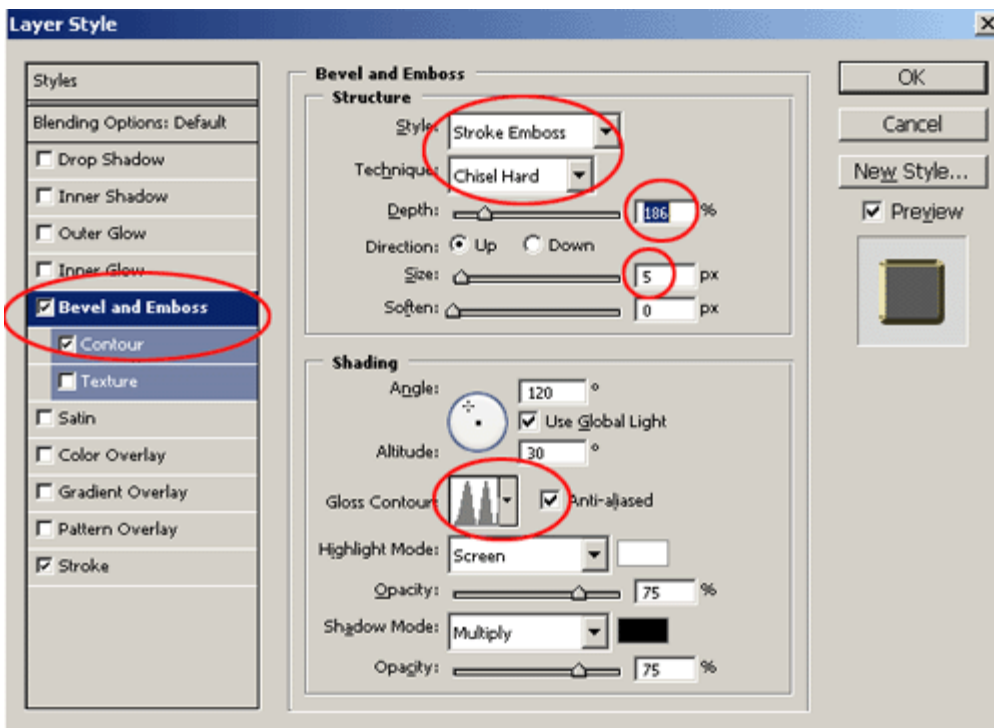 Layer Style
Styles
Blending Options: Default
Drop Shadow
Inner Shadow
Outer Glow
Inner Glow
Bevel and Emboss
Contour
Texture
Satin
Color Overlay
Gradient Overlay
Pattern Overlay
Stroke
Bevel and Emboss
Structure
Style: Stroke Emboss
Technique: Chisel Hard
Depth: 186 %
Direction: Up Down
Size: 5 px
Soften: 0 px
Shading
Angle: 120 °
Use Global Light
Altitude: 30 °
Gloss Contour: Anti-aliased
Highlight Mode: Screen
Opacity: 75 %
Shadow Mode: Multiply
Opacity: 75 %
OK
Cancel
New Style...
Preview